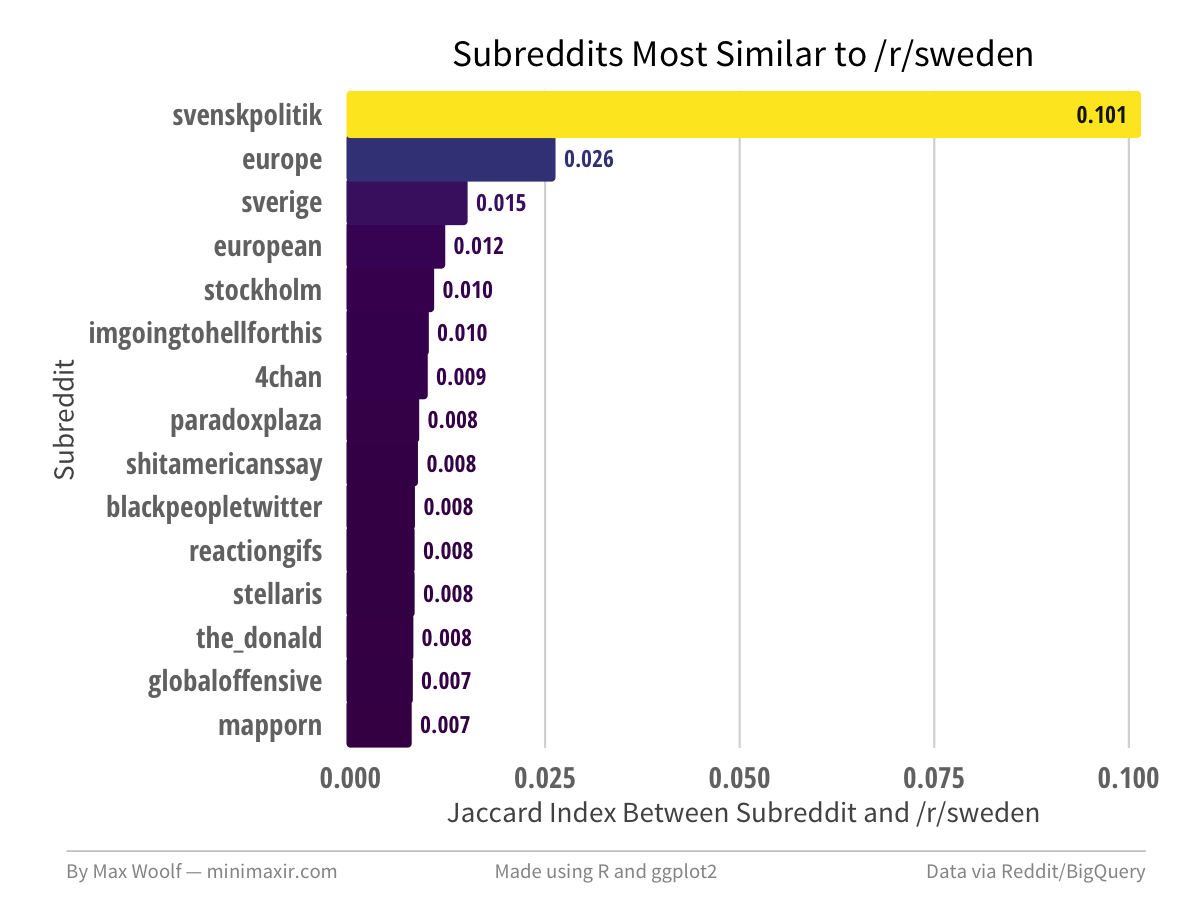 Subreddits Most Similar to /r/sweden
svenskpolitik 0.101
europe 0.026
sverige 0.015
european 0.012
stockholm 0.010
imgoingtohellforthis 0.010
4chan 0.009
paradoxplaza 0.008
shitamericanssay 0.008
blackpeopletwitter 0.008
reactiongifs 0.008
stellaris 0.008
the_donald 0.008
globaloffensive 0.007
mapporn 0.007
Subreddit
0.000 0.025 0.050 0.075 0.100
Jaccard Index Between Subreddit and /r/sweden
By Max Woolf — minimaxir.com Made using R and ggplot2 Data via Reddit/BigQuery